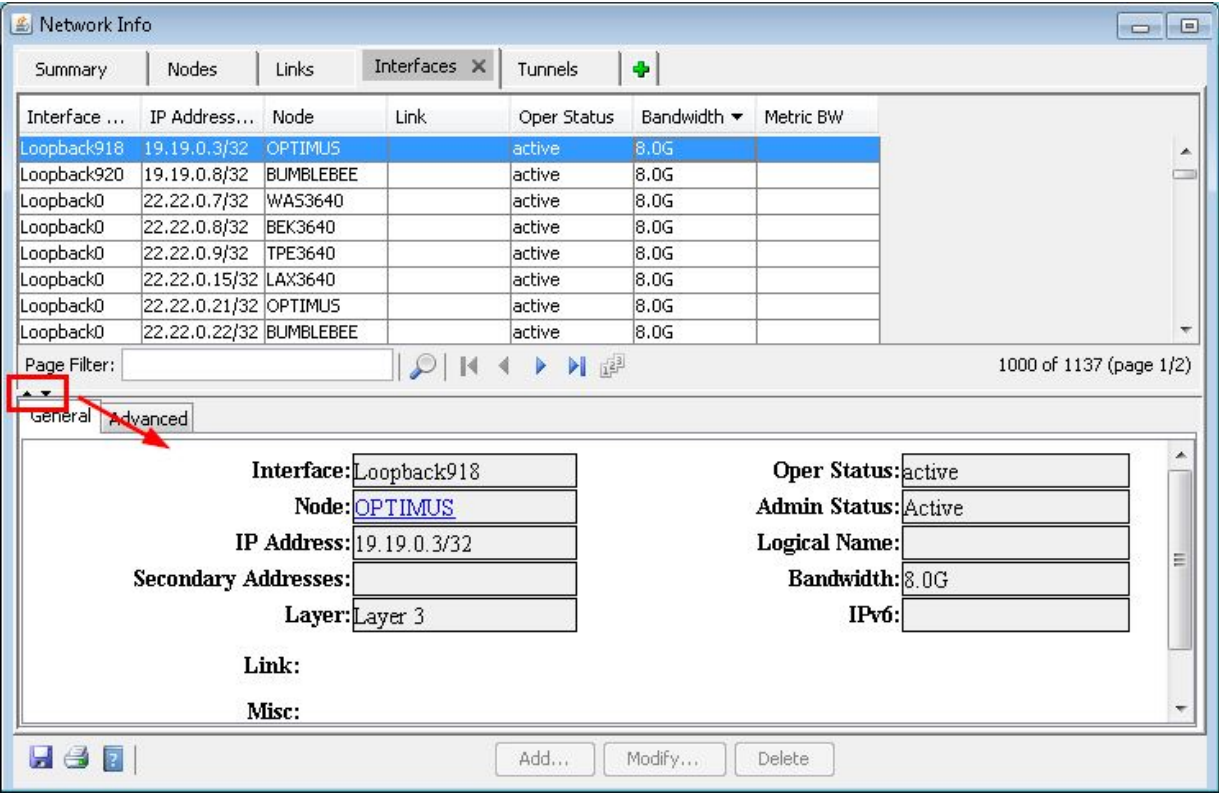 Network Info
Summary Nodes Links Interfaces Tunnels
Interface ... IP Address... Node Link Oper Status Bandwidth Metric BW
Loopback918 19.19.0.3/32 OPTIMUS active 8.0G
Loopback920 19.19.0.8/32 BUMBLEBEE active 8.0G
Loopback0 22.22.0.7/32 WAS3640 active 8.0G
Loopback0 22.22.0.8/32 BEK3640 active 8.0G
Loopback0 22.22.0.9/32 TPE3640 active 8.0G
Loopback0 22.22.0.15/32 LAX3640 active 8.0G
Loopback0 22.22.0.21/32 OPTIMUS active 8.0G
Loopback0 22.22.0.22/32 BUMBLEBEE active 8.0G
Page Filter: 1000 of 1137 (page 1/2)
General Advanced
Interface: Loopback918 Oper Status: active
Node: OPTIMUS Admin Status: Active
IP Address: 19.19.0.3/32 Logical Name:
Secondary Addresses: Bandwidth: 8.0G
Layer: Layer 3 IPv6:
Link:
Misc:
Add... Modify... Delete